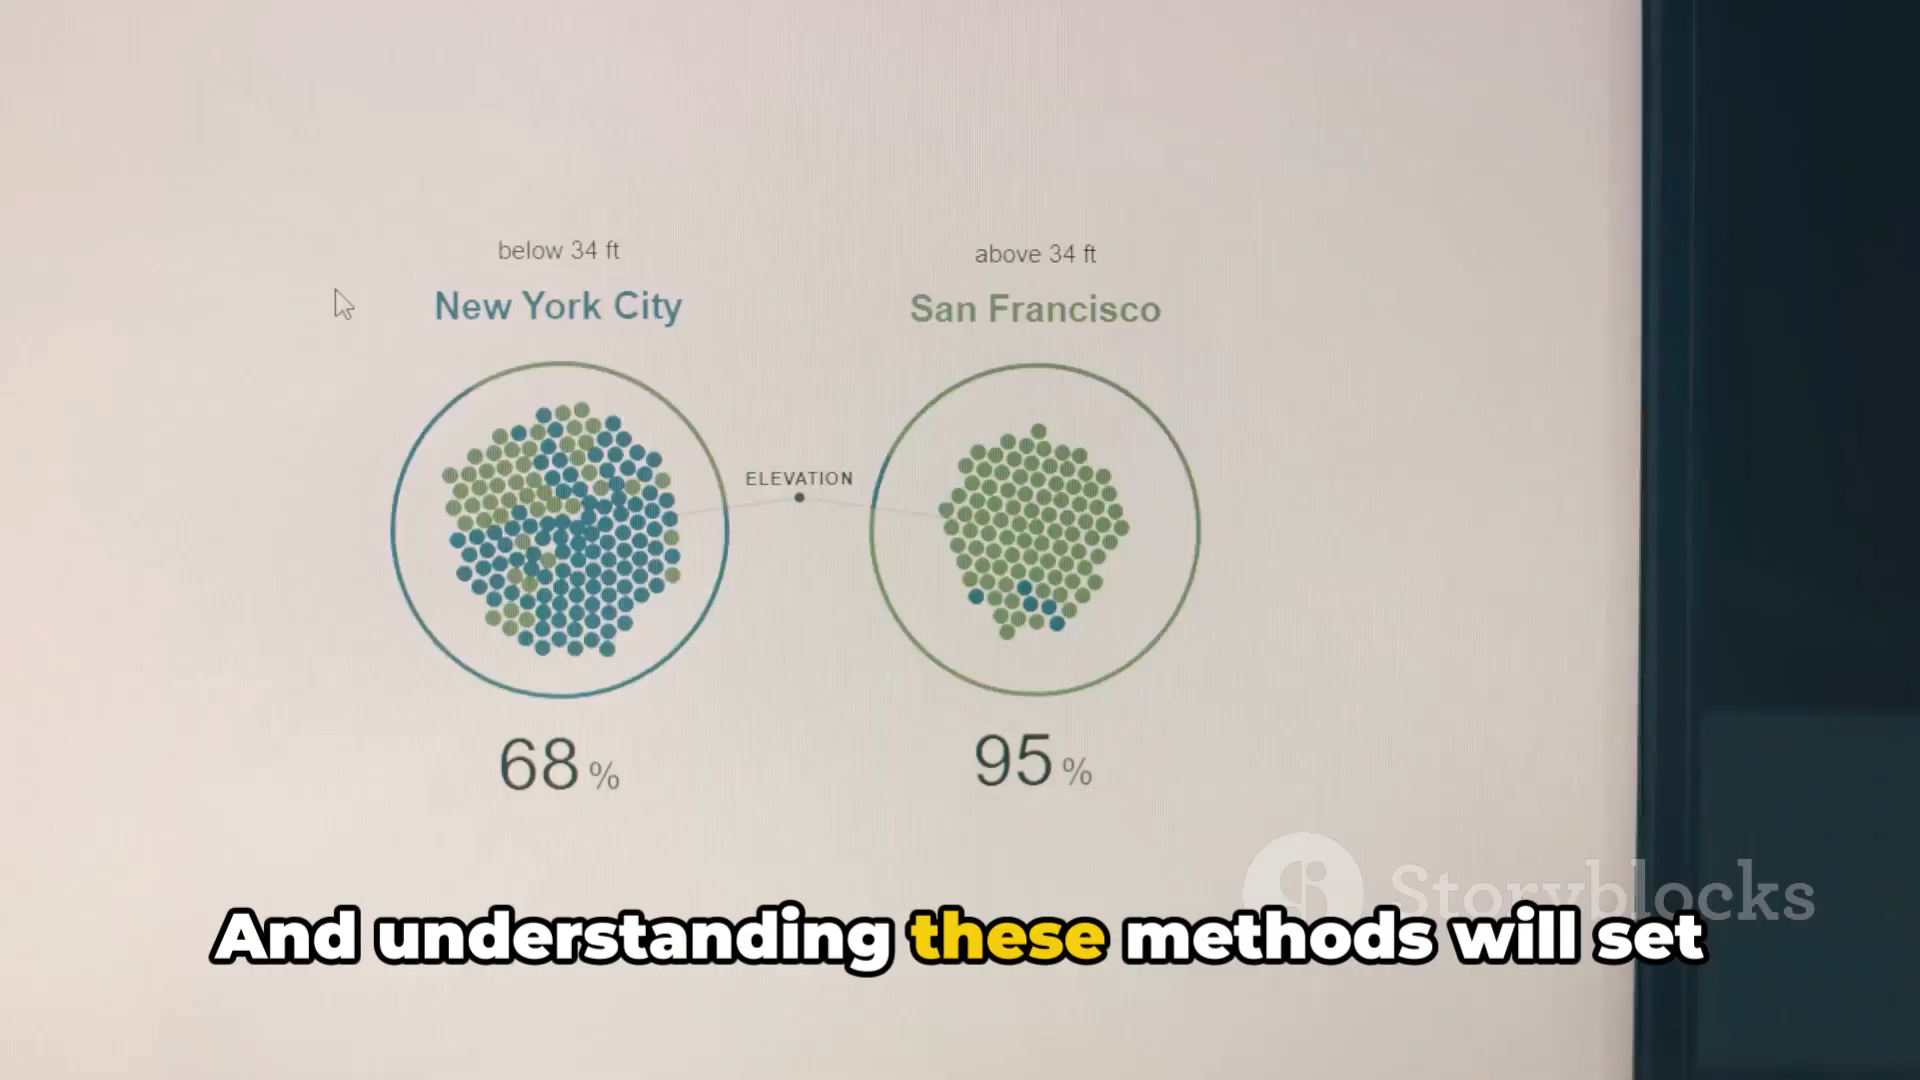 below 34 ft
New York City
above 34 ft
San Francisco
ELEVATION
68 %
95 %
Storyblocks
And understanding these methods will set